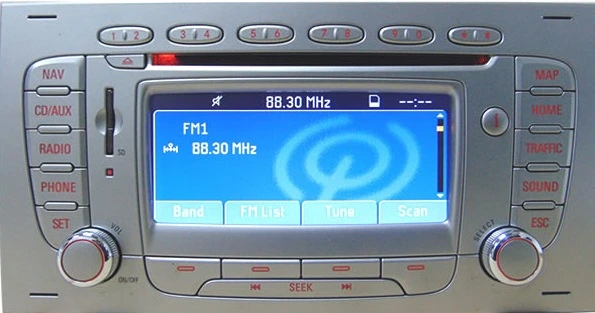 1 2 3 4 5 6 7 8 9 0 * #
NAV
CD/AUX
RADIO
PHONE
SET
SD
88.30 MHz --:--
FM1
88.30 MHz
Band FM List Tune Scan
MAP
HOME
TRAFFIC
SOUND
ESC
i
VOL
ON/OFF
SEEK
SELECT